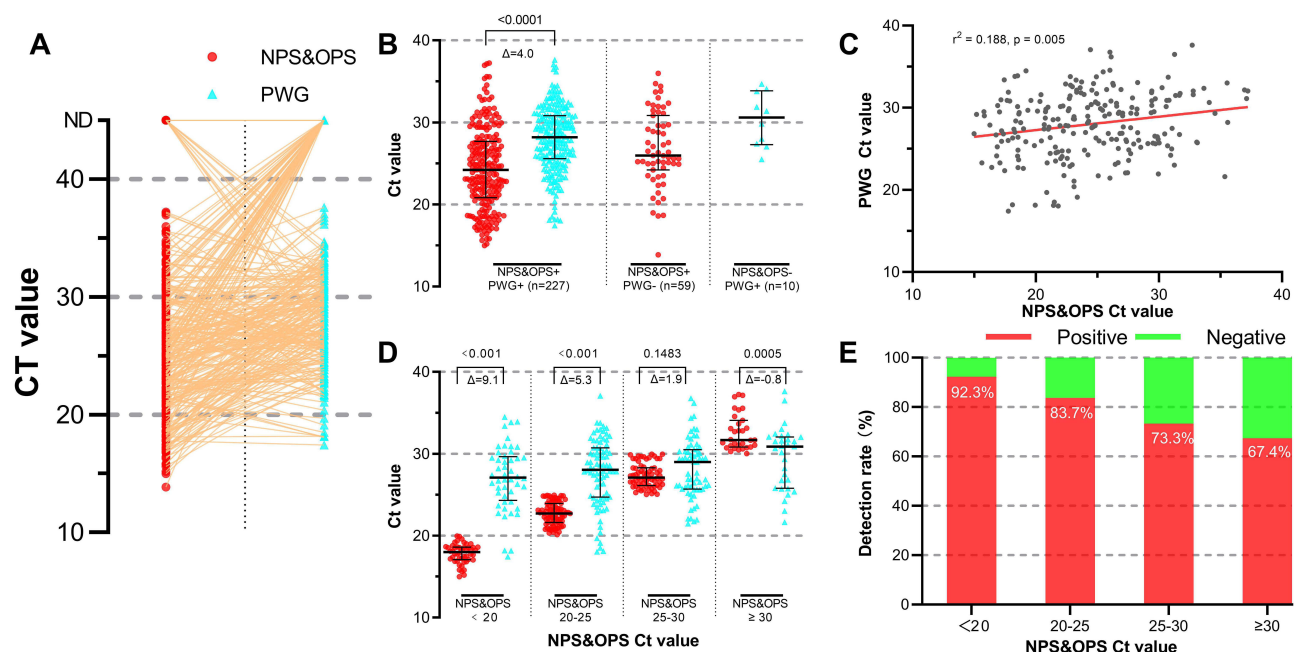 A
NPS&OPS
PWG
ND
40
30
20
10
CT value
B
<0.0001
Δ=4.0
40
30
20
10
Ct value
NPS&OPS+
PWG+ (n=227)
NPS&OPS+
PWG- (n=59)
NPS&OPS-
PWG+ (n=10)
C
r² = 0.188, p = 0.005
40
30
20
10
PWG Ct value
10
20
30
40
NPS&OPS Ct value
D
<0.001
<0.001
0.1483
0.0005
Δ=9.1
Δ=5.3
Δ=1.9
Δ=-0.8
40
30
20
10
Ct value
NPS&OPS
< 20
NPS&OPS
20-25
NPS&OPS
25-30
NPS&OPS
≥ 30
NPS&OPS Ct value
E
Positive
Negative
100
80
60
40
20
0
Detection rate (%)
92.3%
83.7%
73.3%
67.4%
<20
20-25
25-30
≥30
NPS&OPS Ct value